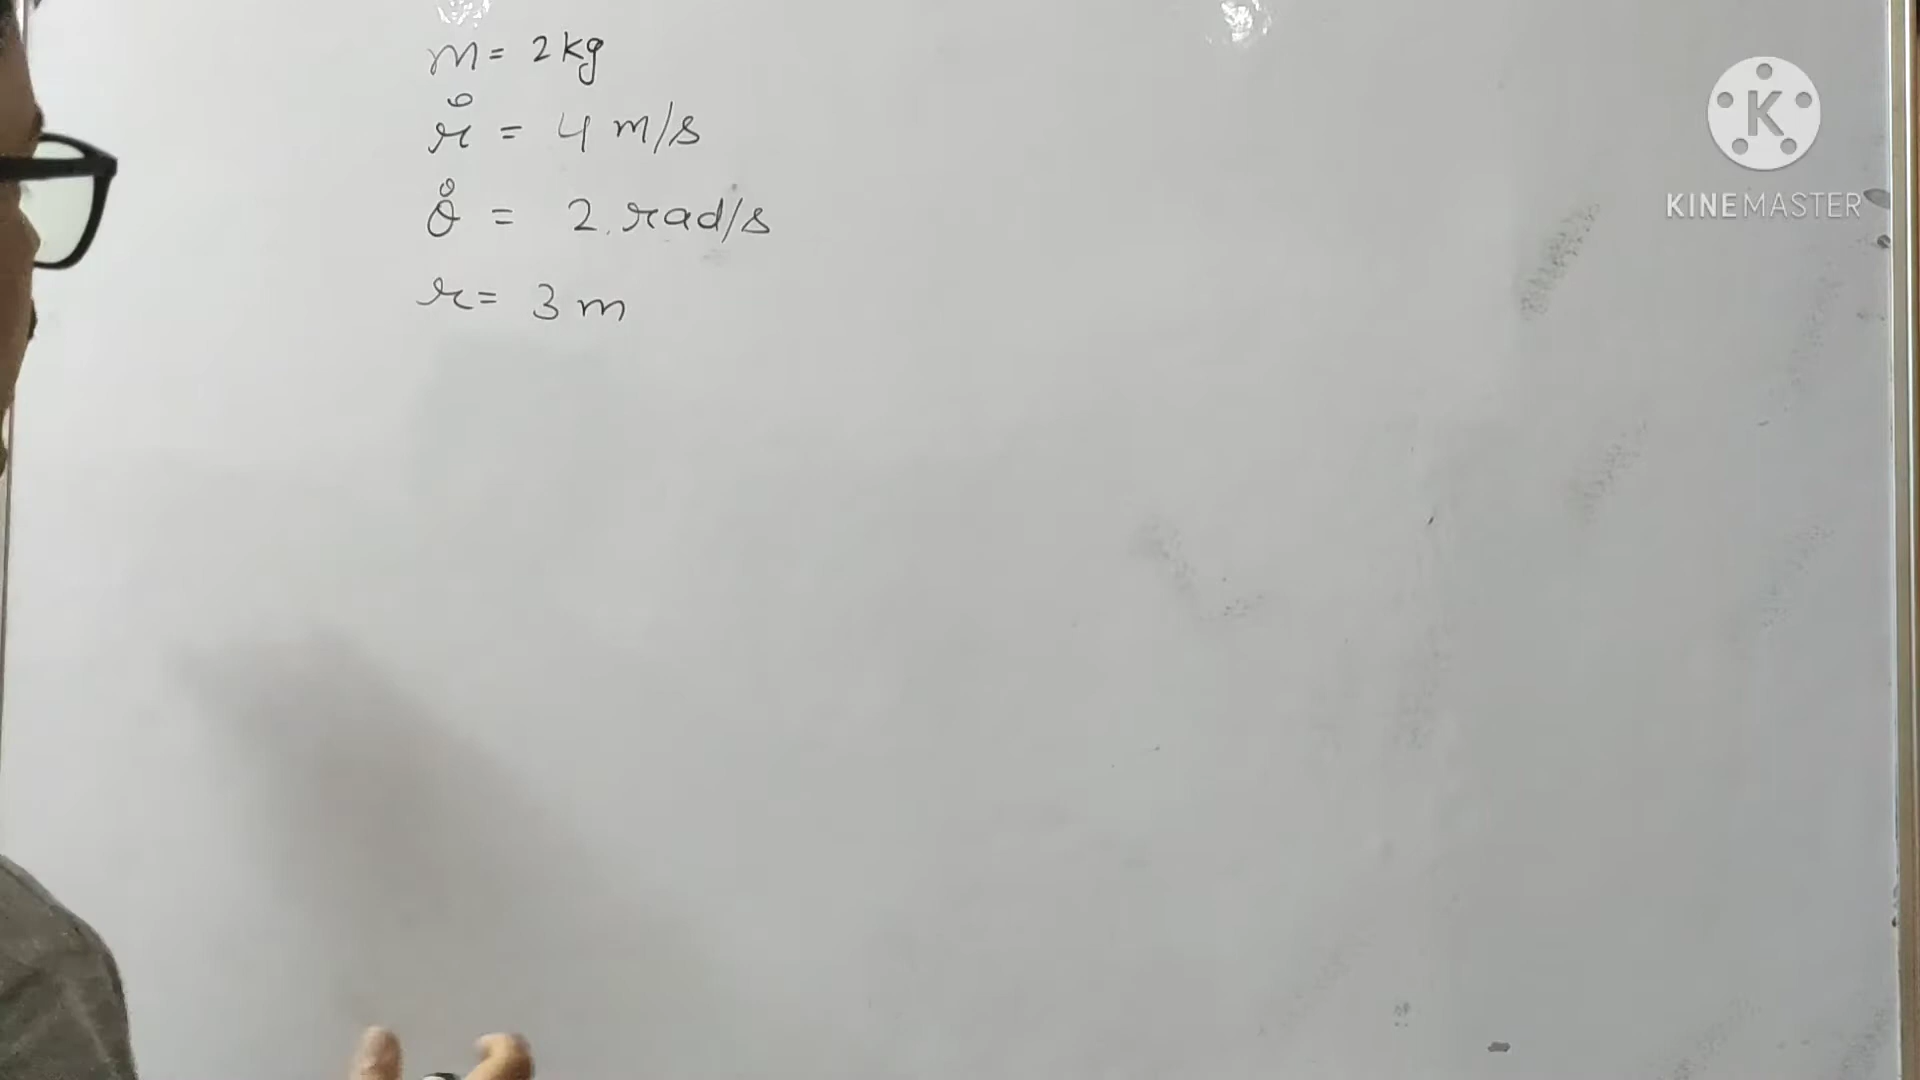 m = 2 kg
ṙ = 4 m/s
θ̇ = 2. rad/s
r = 3 m
K
KINEMASTER